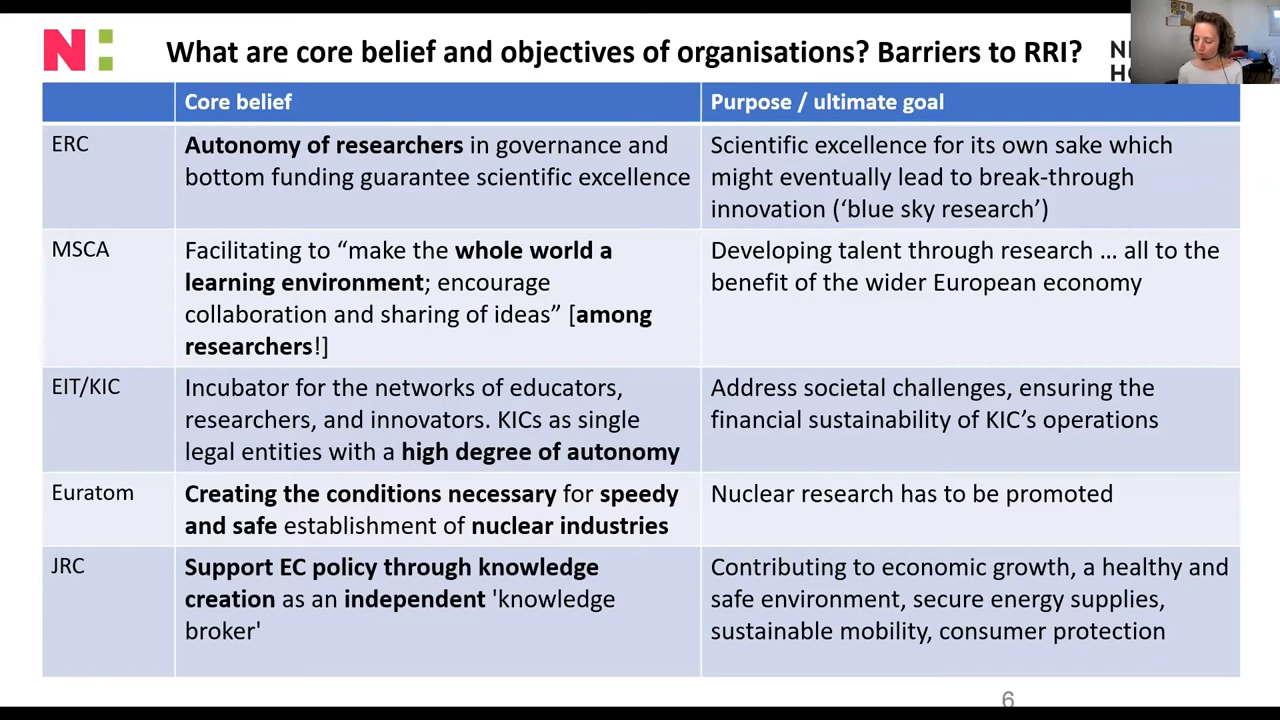 N:
What are core belief and objectives of organisations? Barriers to RRI?
Core belief
Purpose / ultimate goal
ERC
Autonomy of researchers in governance and
bottom funding guarantee scientific excellence
Scientific excellence for its own sake which
might eventually lead to break-through
innovation (‘blue sky research’)
MSCA
Facilitating to “make the whole world a
learning environment; encourage
collaboration and sharing of ideas” [among
researchers!]
Developing talent through research … all to the
benefit of the wider European economy
EIT/KIC
Incubator for the networks of educators,
researchers, and innovators. KICs as single
legal entities with a high degree of autonomy
Address societal challenges, ensuring the
financial sustainability of KIC’s operations
Euratom
Creating the conditions necessary for speedy
and safe establishment of nuclear industries
Nuclear research has to be promoted
JRC
Support EC policy through knowledge
creation as an independent 'knowledge
broker'
Contributing to economic growth, a healthy and
safe environment, secure energy supplies,
sustainable mobility, consumer protection
6